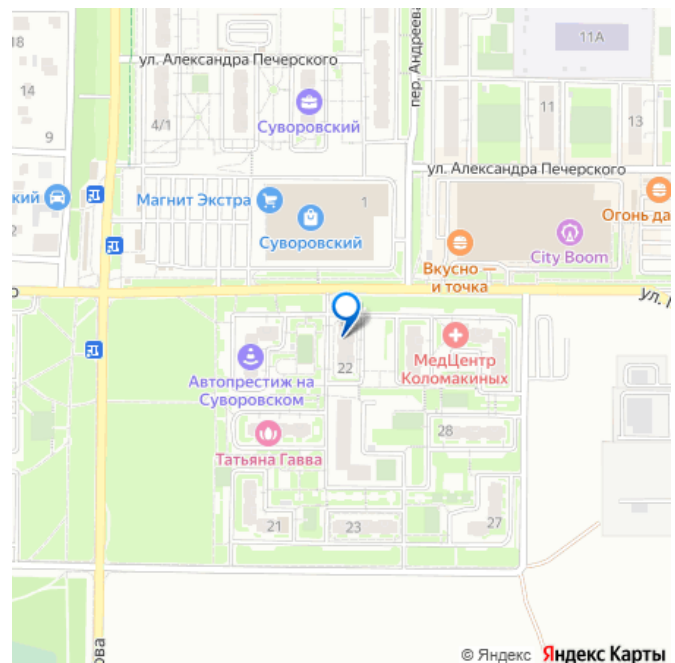 18
ул. Александра Печерского
11А
14
пер. Андреева
Суворовский
4/1
11
9
13
ул. Александра Печерского
ский
Магнит Экстра
1
Огонь да
Суворовский
City Boom
Вкусно —
и точка
о
ул. Г
МедЦентр
Коломакиных
22
Автопрестиж на
Суворовском
28
Татьяна Гавва
21
23
27
ова
© Яндекс Яндекс Карты